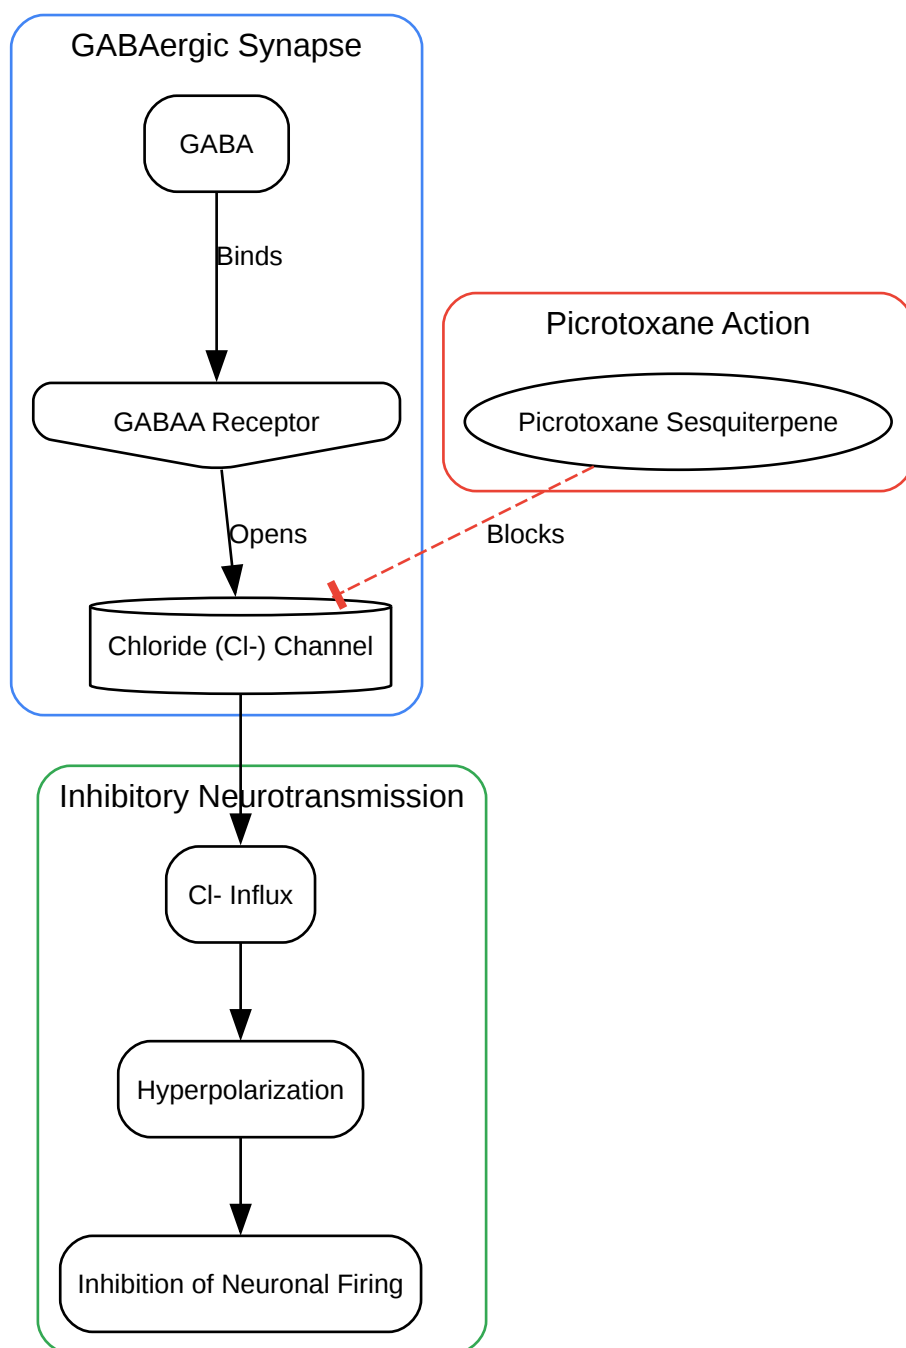 GABAergic Synapse
GABA
Binds
Picrotoxane Action
GABAA Receptor
Picrotoxane Sesquiterpene
Opens
Blocks
Chloride (Cl-) Channel
Inhibitory Neurotransmission
Cl- Influx
Hyperpolarization
Inhibition of Neuronal Firing